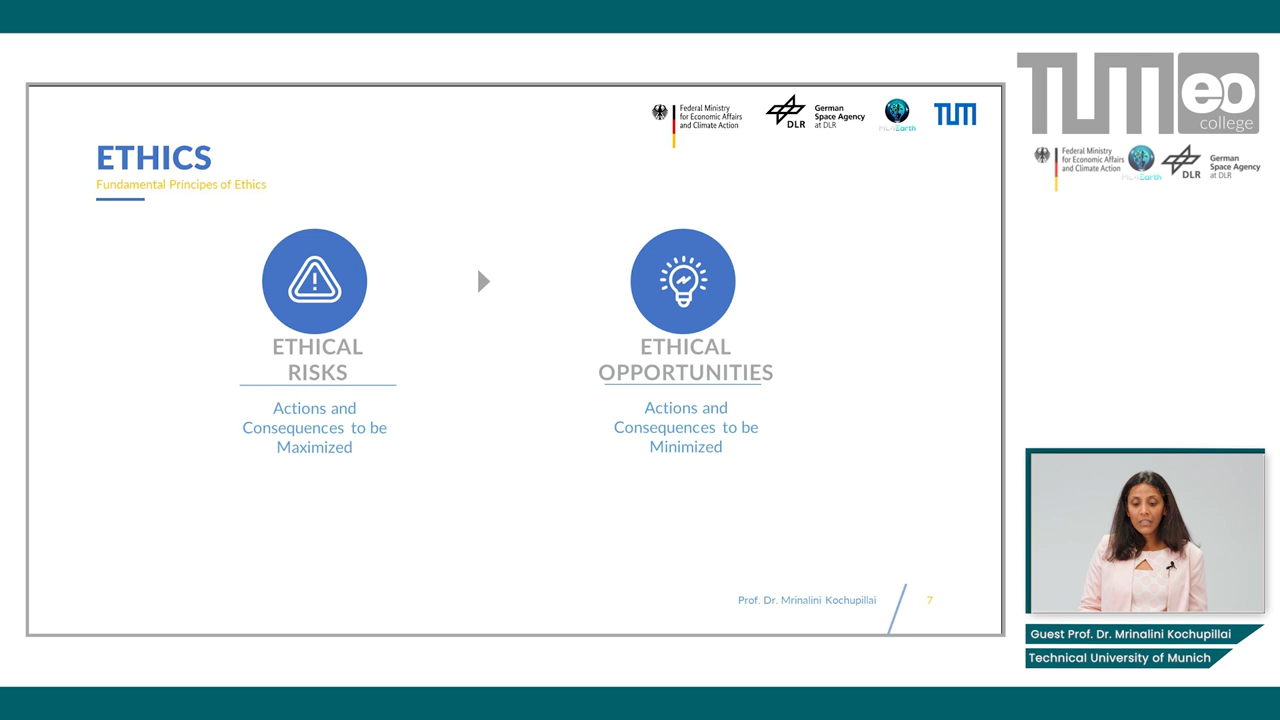 TUM eo college
Federal Ministry for Economic Affairs and Climate Action
DLR
German Space Agency at DLR
ML4Earth
TUM
ETHICS
Fundamental Principes of Ethics
ETHICAL
RISKS
Actions and
Consequences to be
Maximized
ETHICAL
OPPORTUNITIES
Actions and
Consequences to be
Minimized
Prof. Dr. Mrinalini Kochupillai
7
Federal Ministry
for Economic Affairs
and Climate Action
DLR
German
Space Agency
at DLR
Guest Prof. Dr. Mrinalini Kochupillai
Technical University of Munich